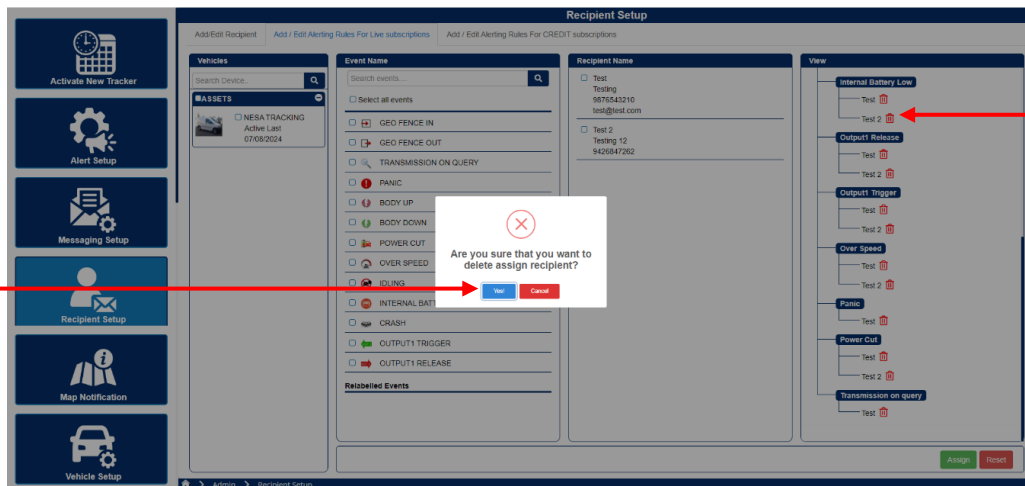 Recipient Setup
Add/Edit Recipient
Add / Edit Alerting Rules For Live subscriptions
Add / Edit Alerting Rules For CREDIT subscriptions
Activate New Tracker
Alert Setup
Messaging Setup
Recipient Setup
Map Notification
Vehicle Setup
Vehicles
Search Device..
ASSETS
NESA TRACKING
Active Last
07/08/2024
Event Name
Search events....
Select all events
GEO FENCE IN
GEO FENCE OUT
TRANSMISSION ON QUERY
PANIC
BODY UP
BODY DOWN
POWER CUT
OVER SPEED
IDLING
INTERNAL BATT
CRASH
OUTPUT1 TRIGGER
OUTPUT1 RELEASE
Relabelled Events
Are you sure that you want to
delete assign recipient?
Yes!
Cancel
Recipient Name
Test
Testing
9876543210
test@test.com
Test 2
Testing 12
9426847262
View
Internal Battery Low
Test
Test 2
Output1 Release
Test
Test 2
Output1 Trigger
Test
Test 2
Over Speed
Test
Test 2
Panic
Test
Power Cut
Test
Test 2
Transmission on query
Test
Assign
Reset
Admin > Recipient Setup